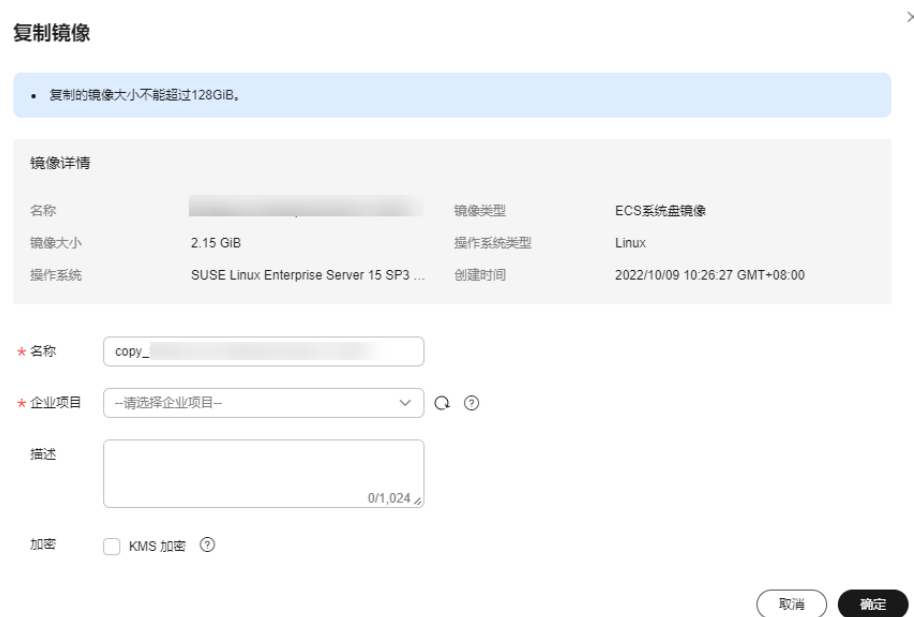 复制镜像
• 复制的镜像大小不能超过128GiB。
镜像详情
名称 镜像类型 ECS系统盘镜像
镜像大小 2.15 GiB 操作系统类型 Linux
操作系统 SUSE Linux Enterprise Server 15 SP3 ... 创建时间 2022/10/09 10:26:27 GMT+08:00
* 名称 copy_
* 企业项目 --请选择企业项目--
描述
0/1,024
加密 KMS 加密
取消 确定